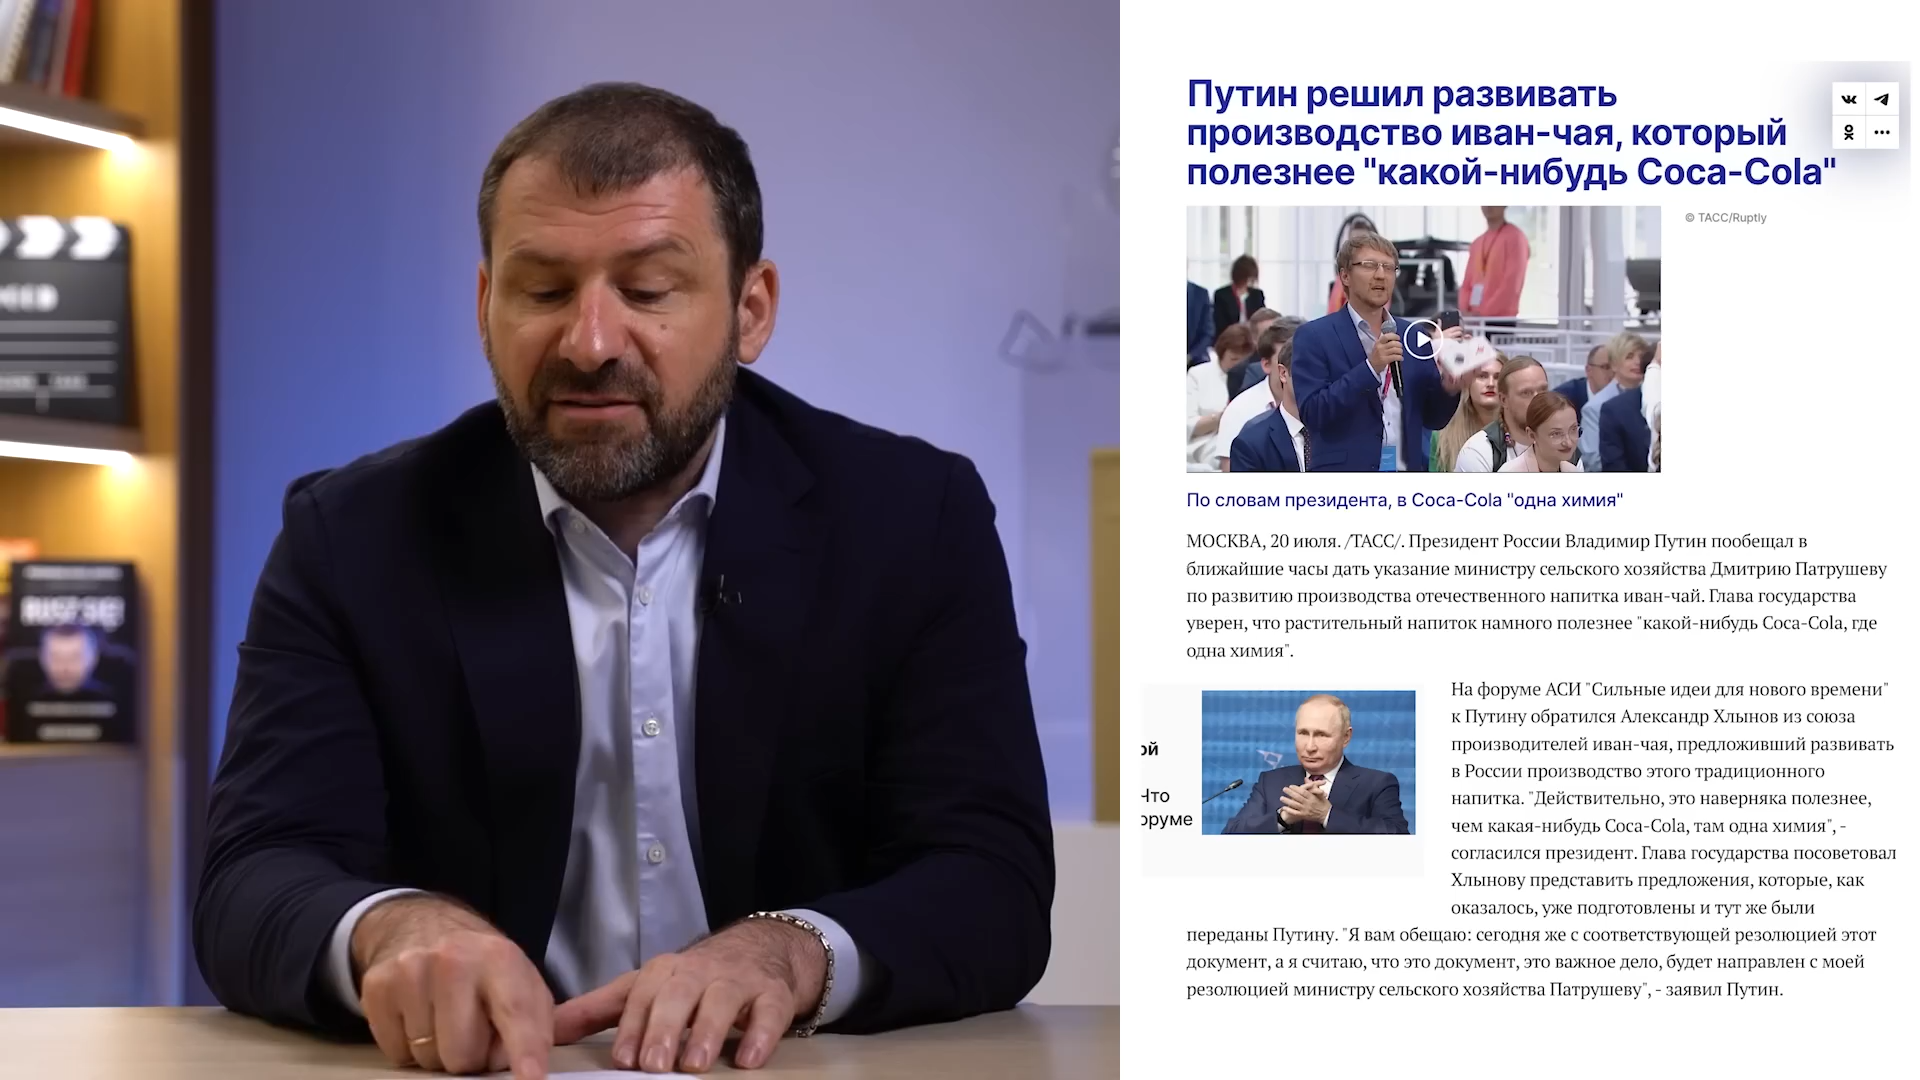 Путин решил развивать
производство иван-чая, который
полезнее "какой-нибудь Coca-Cola"
© ТАСС/Ruptly
По словам президента, в Coca-Cola "одна химия"
МОСКВА, 20 июля. /ТАСС/. Президент России Владимир Путин пообещал в
ближайшие часы дать указание министру сельского хозяйства Дмитрию Патрушеву
по развитию производства отечественного напитка иван-чай. Глава государства
уверен, что растительный напиток намного полезнее "какой-нибудь Coca-Cola, где
одна химия".
ой
Что
оруме
На форуме АСИ "Сильные идеи для нового времени"
к Путину обратился Александр Хлынов из союза
производителей иван-чая, предложивший развивать
в России производство этого традиционного
напитка. "Действительно, это наверняка полезнее,
чем какая-нибудь Coca-Cola, там одна химия", -
согласился президент. Глава государства посоветовал
Хлынову представить предложения, которые, как
оказалось, уже подготовлены и тут же были
переданы Путину. "Я вам обещаю: сегодня же с соответствующей резолюцией этот
документ, а я считаю, что это документ, это важное дело, будет направлен с моей
резолюцией министру сельского хозяйства Патрушеву", - заявил Путин.